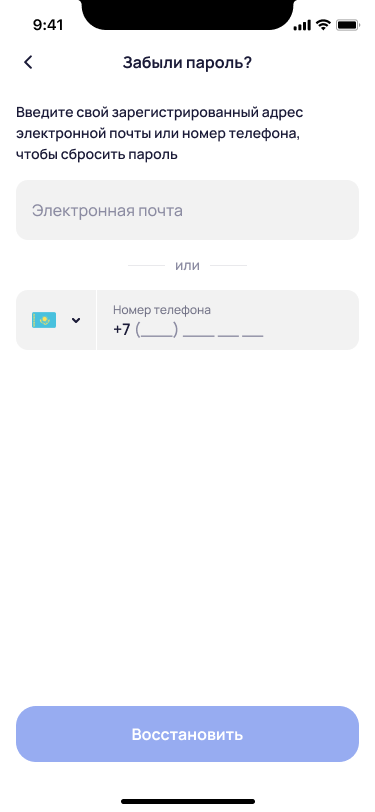 9:41
Забыли пароль?
Введите свой зарегистрированный адрес
электронной почты или номер телефона,
чтобы сбросить пароль
Электронная почта
или
Номер телефона
+7 (___) ___ __ __
Восстановить